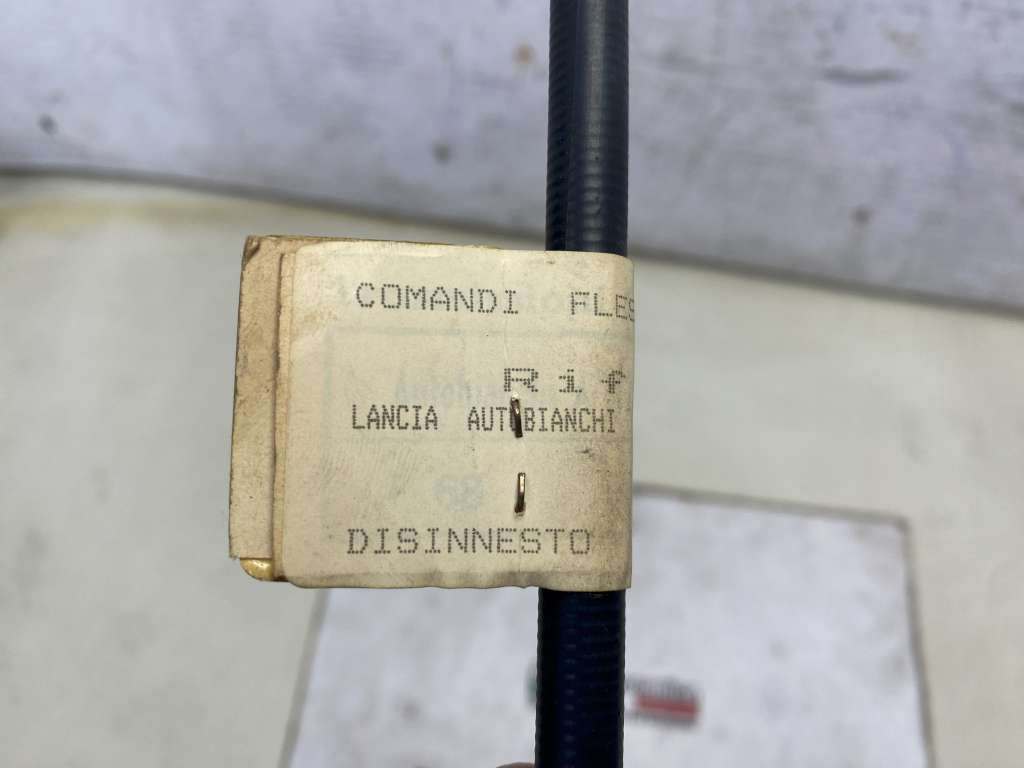 COMANDI FLES
Rif
LANCIA AUTOBIANCHI
DISINNESTO